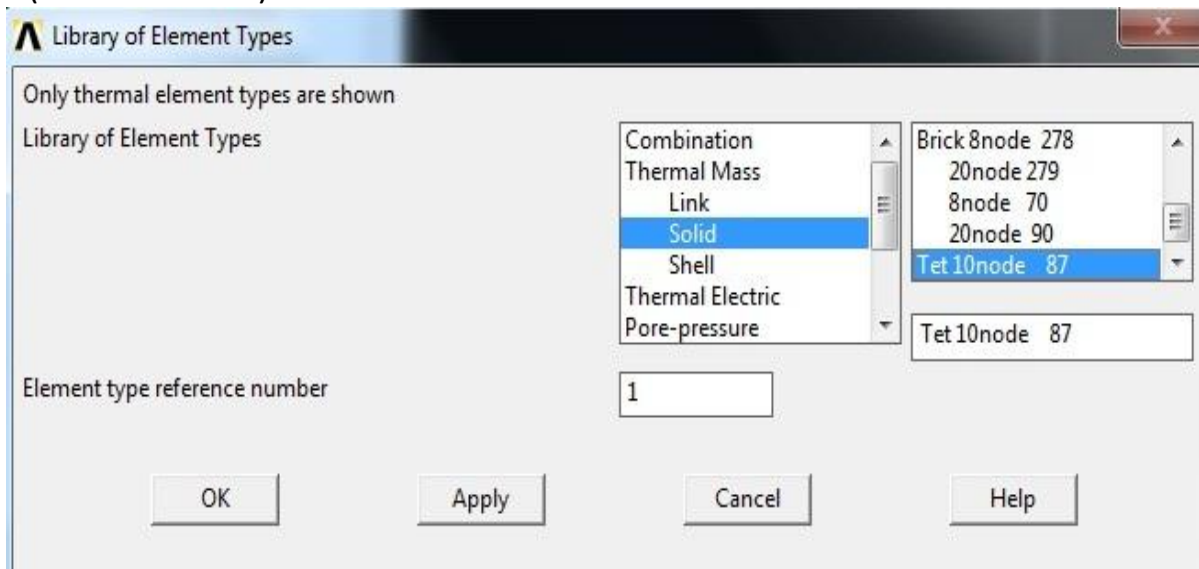 Library of Element Types
Only thermal element types are shown
Library of Element Types
Combination
Thermal Mass
Link
Solid
Shell
Thermal Electric
Pore-pressure
Brick 8node 278
20node 279
8node 70
20node 90
Tet 10node 87
Tet 10node 87
Element type reference number
1
OK
Apply
Cancel
Help